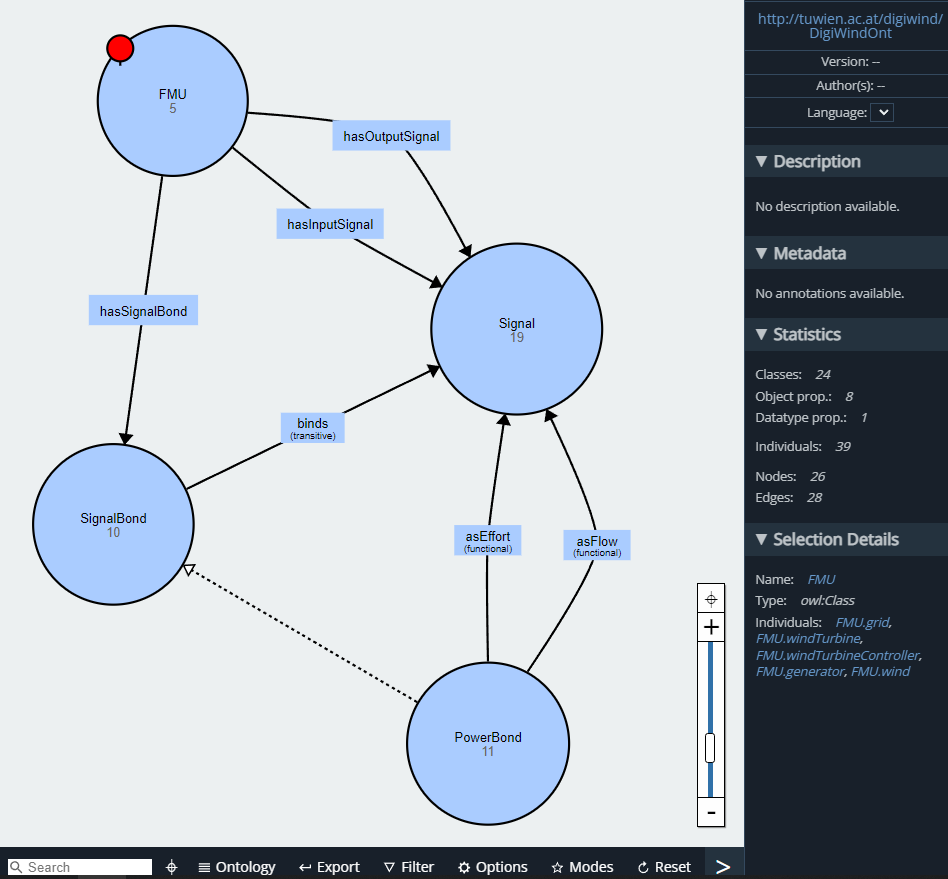 FMU
5
hasOutputSignal
hasInputSignal
hasSignalBond
Signal
19
binds
(transitive)
SignalBond
10
asEffort
(functional)
asFlow
(functional)
PowerBond
11
+
-
Search
Ontology
Export
Filter
Options
Modes
Reset
>
http://tuwien.ac.at/digiwind/
DigiWindOnt
Version: --
Author(s): --
Language:
▼ Description
No description available.
▼ Metadata
No annotations available.
▼ Statistics
Classes: 24
Object prop.: 8
Datatype prop.: 1
Individuals: 39
Nodes: 26
Edges: 28
▼ Selection Details
Name: FMU
Type: owl:Class
Individuals: FMU.grid,
FMU.windTurbine,
FMU.windTurbineController,
FMU.generator, FMU.wind